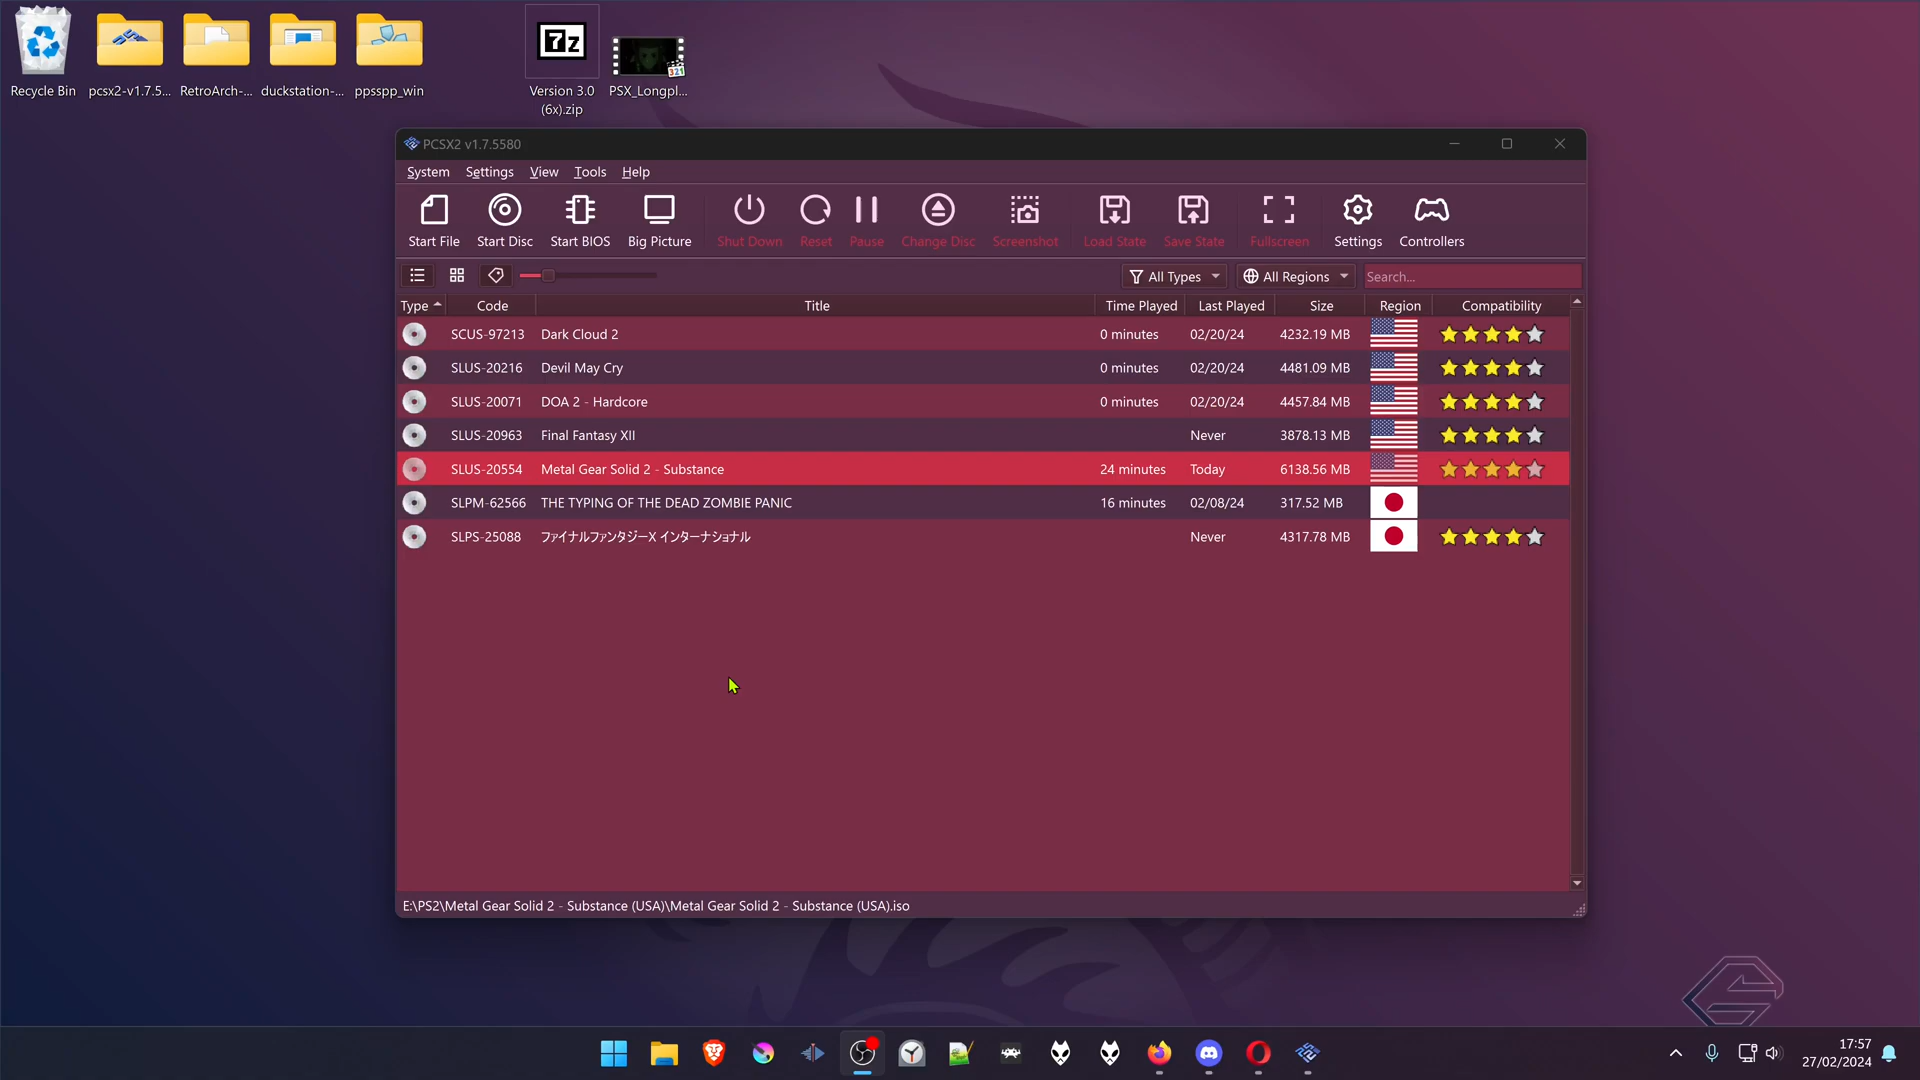 Recycle Bin
pcsx2-v1.7.5...
RetroArch-...
duckstation-...
ppsspp_win
7z
Version 3.0
(6x).zip
321
PSX_Longpl...
PCSX2 v1.7.5580
System Settings View Tools Help
Start File Start Disc Start BIOS Big Picture Shut Down Reset Pause Change Disc Screenshot Load State Save State Fullscreen Settings Controllers
All Types All Regions Search...
Type Code Title Time Played Last Played Size Region Compatibility
SCUS-97213 Dark Cloud 2 0 minutes 02/20/24 4232.19 MB
SLUS-20216 Devil May Cry 0 minutes 02/20/24 4481.09 MB
SLUS-20071 DOA 2 - Hardcore 0 minutes 02/20/24 4457.84 MB
SLUS-20963 Final Fantasy XII Never 3878.13 MB
SLUS-20554 Metal Gear Solid 2 - Substance 24 minutes Today 6138.56 MB
SLPM-62566 THE TYPING OF THE DEAD ZOMBIE PANIC 16 minutes 02/08/24 317.52 MB
SLPS-25088 ファイナルファンタジーX インターナショナル Never 4317.78 MB
E:\PS2\Metal Gear Solid 2 - Substance (USA)\Metal Gear Solid 2 - Substance (USA).iso
17:57
27/02/2024